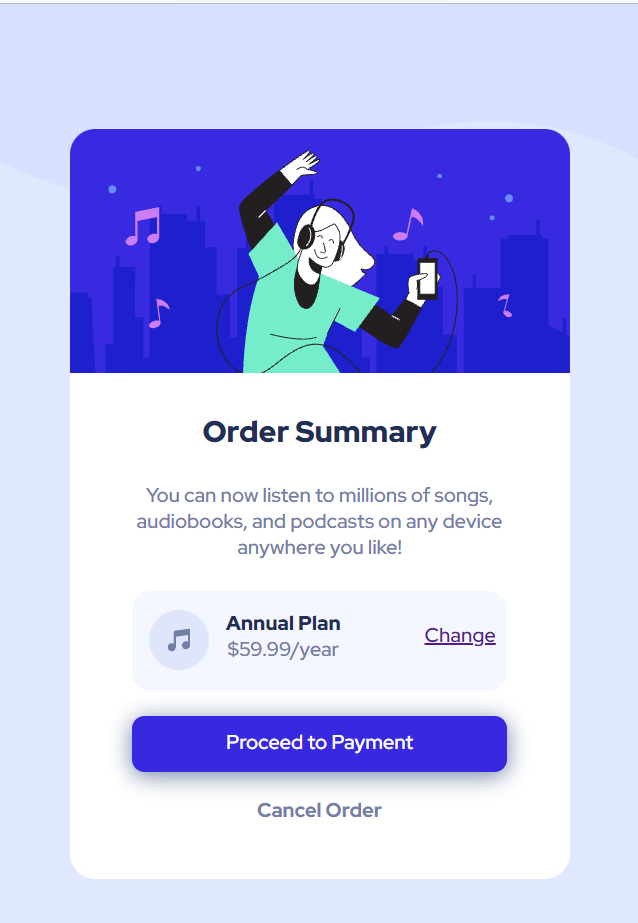 Order Summary
You can now listen to millions of songs,
audiobooks, and podcasts on any device
anywhere you like!
Annual Plan
$59.99/year
Change
Proceed to Payment
Cancel Order